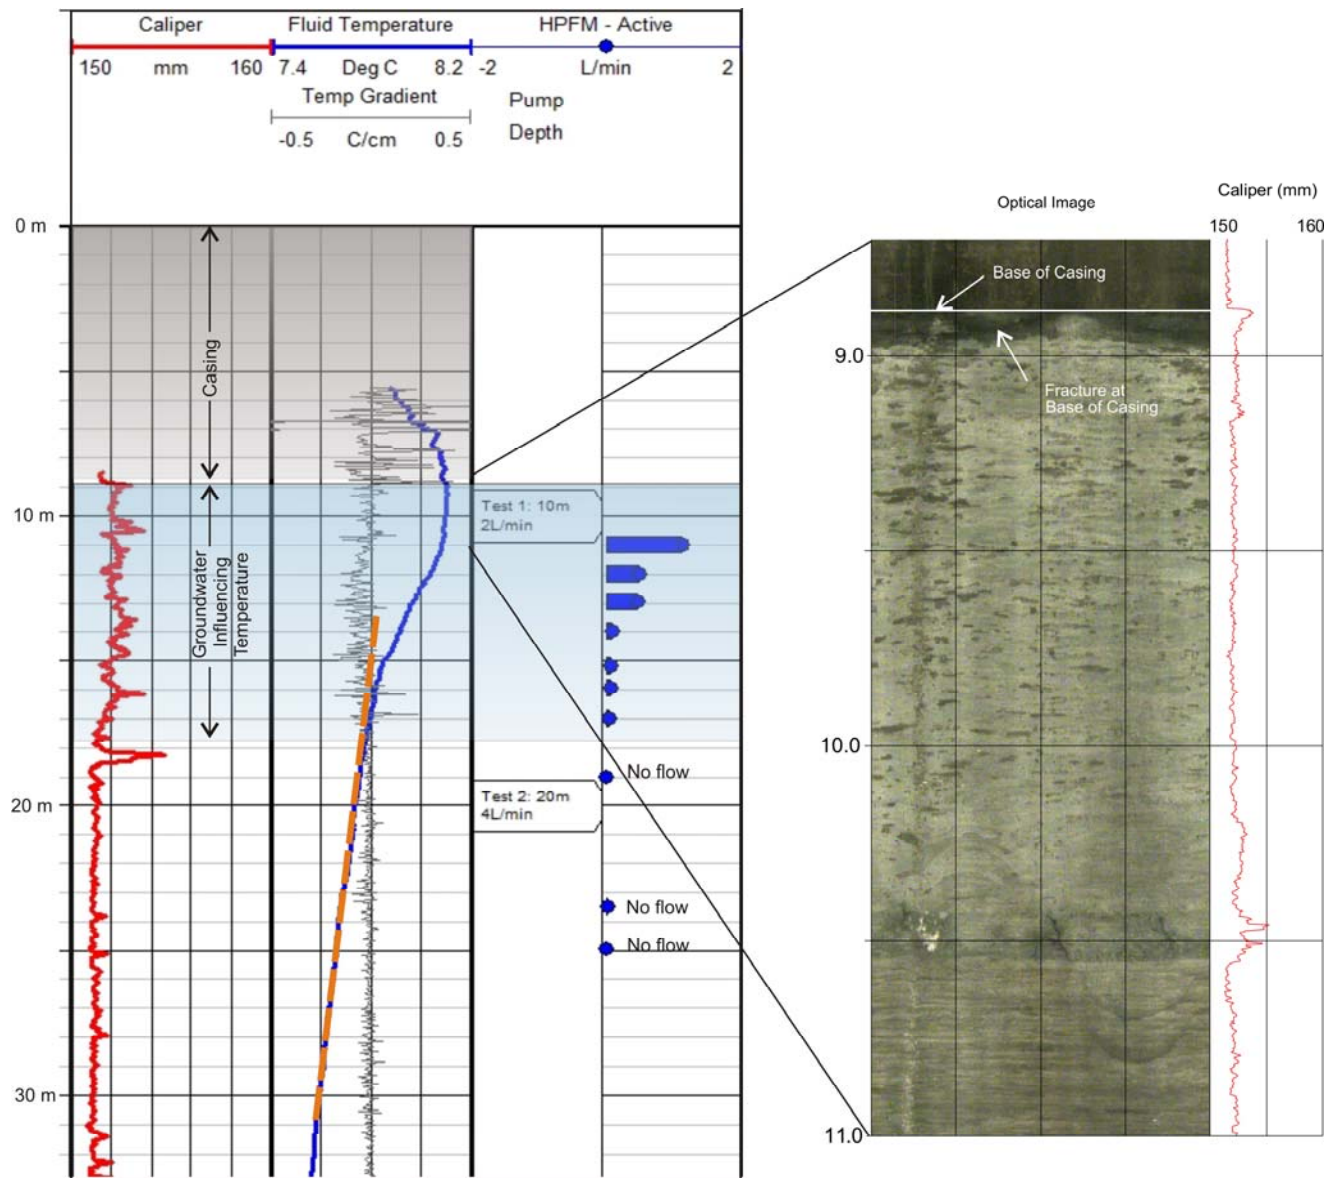 Caliper Fluid Temperature HPFM - Active
150 mm 160 7.4 Deg C 8.2 -2 L/min 2
Temp Gradient Pump
-0.5 C/cm 0.5 Depth
0 m
Casing
10 m
Groundwater
Influencing
Temperature
Test 1: 10m
2L/min
No flow
20 m
Test 2: 20m
4L/min
No flow
No flow
30 m
Optical Image
Caliper (mm)
150 160
Base of Casing
9.0
Fracture at
Base of Casing
10.0
11.0